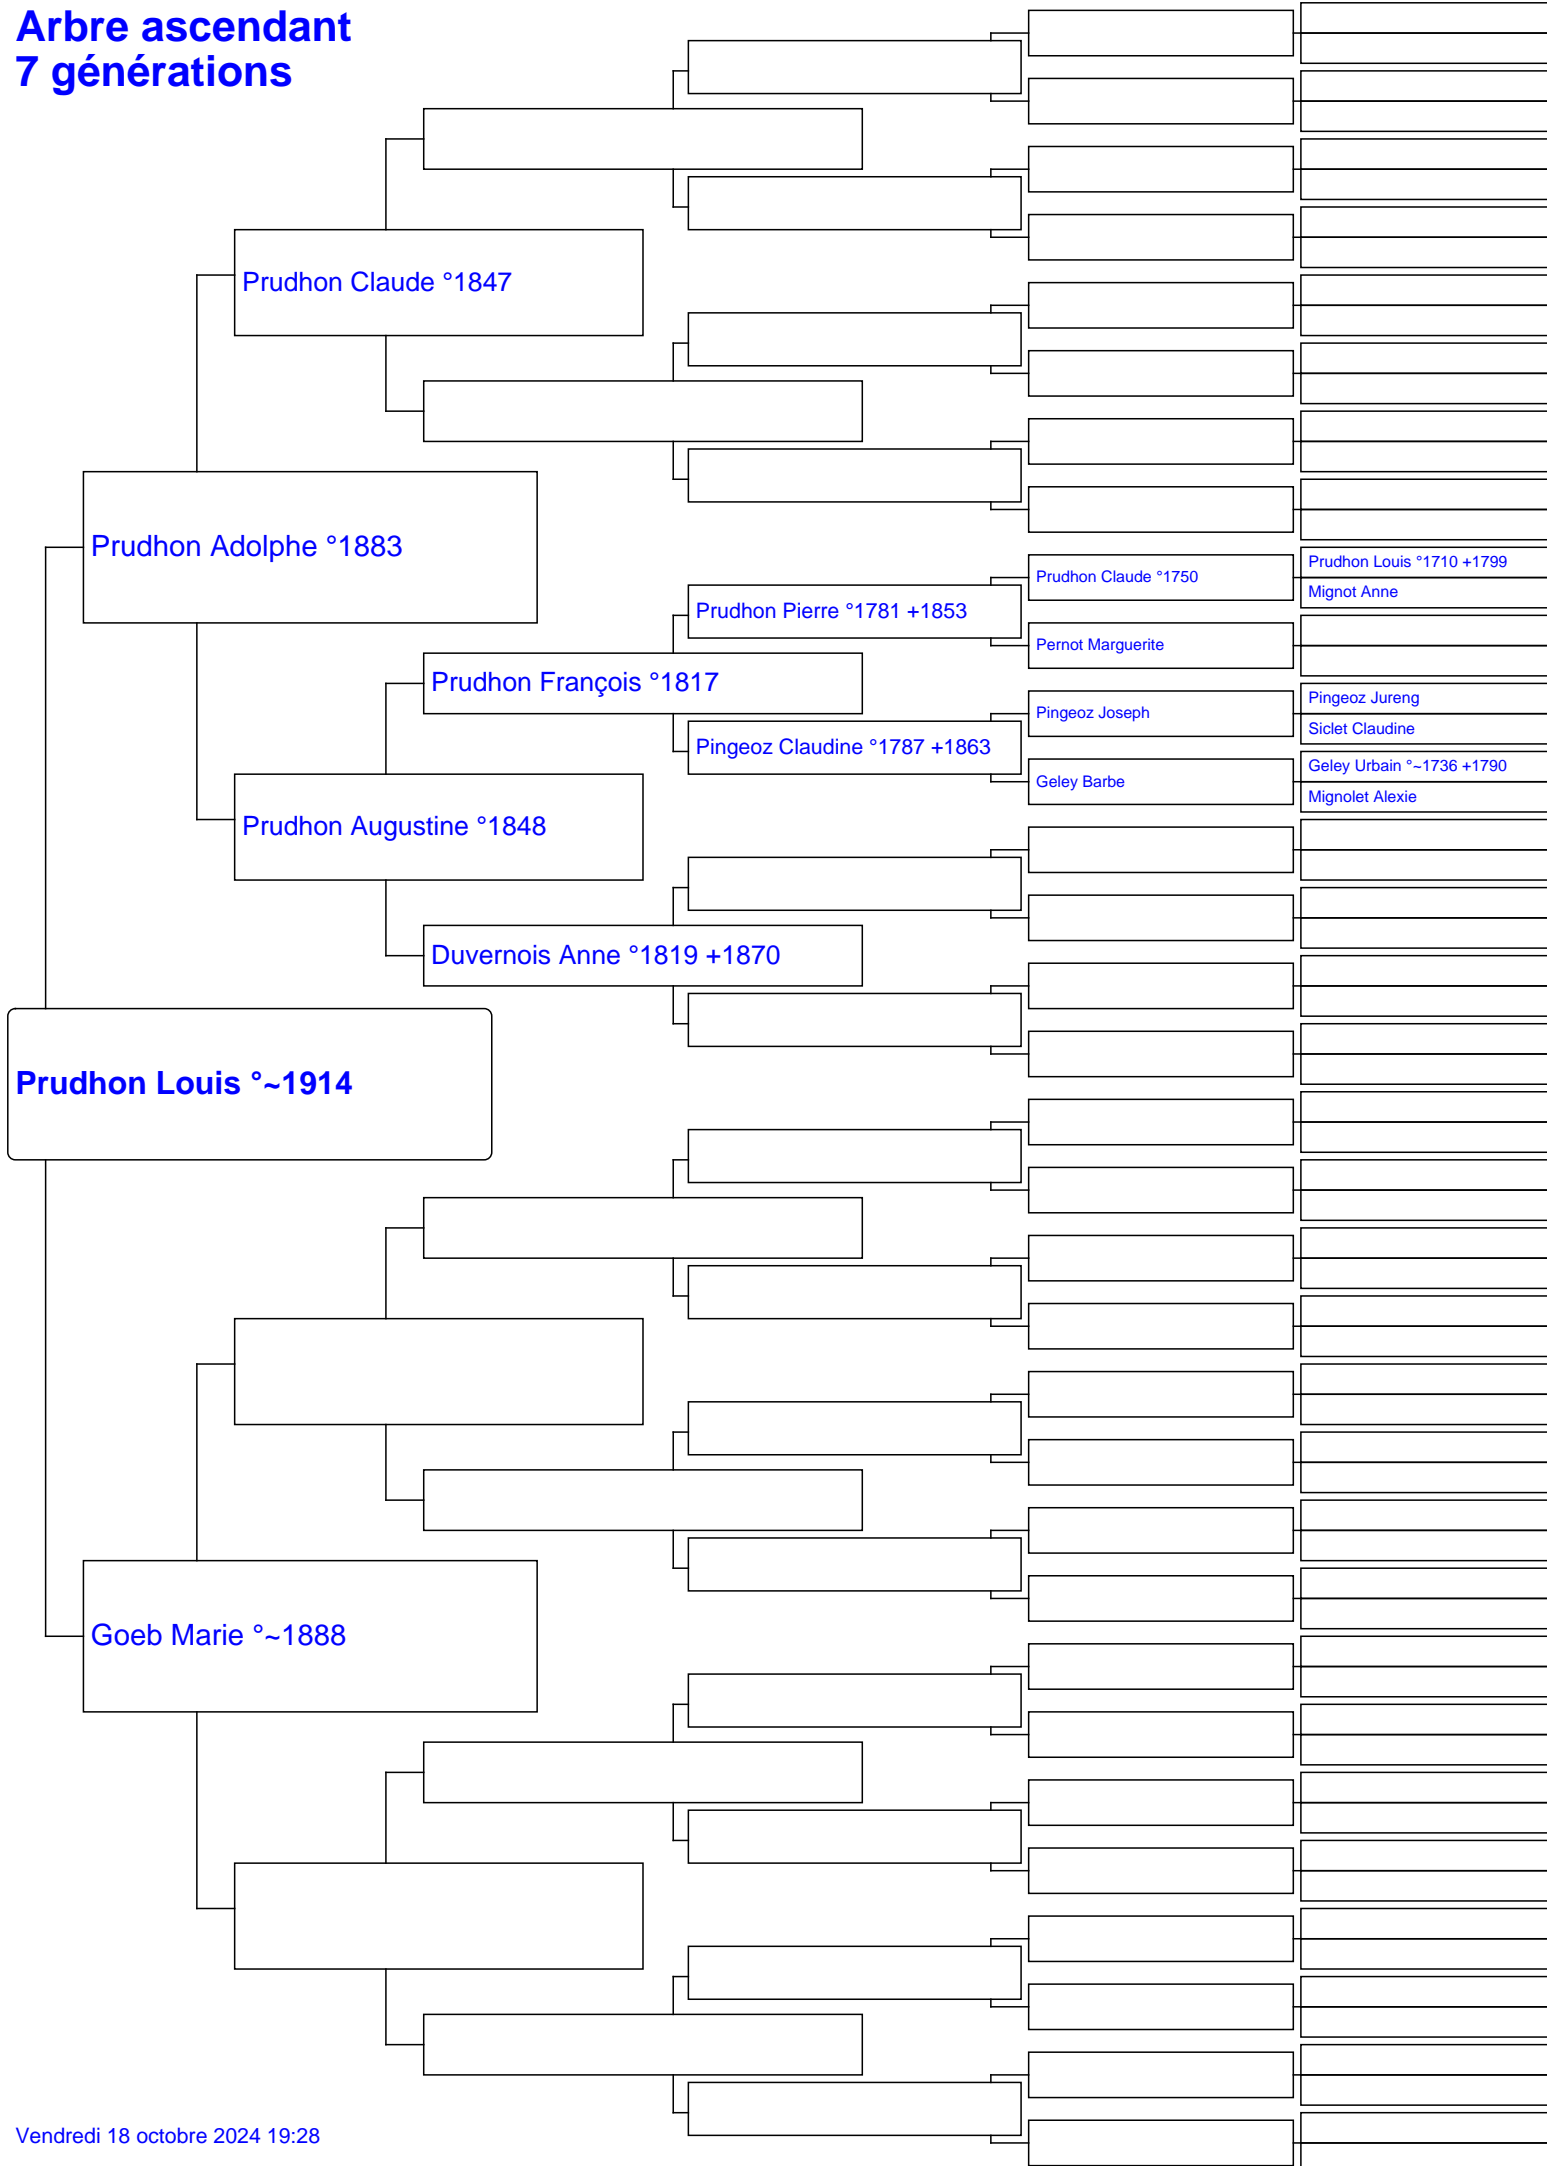 Arbre ascendant
7 générations
Prudhon Claude °1847
Prudhon Adolphe °1883
Prudhon Louis °1710 +1799
Prudhon Claude °1750
Mignot Anne
Prudhon Pierre °1781 +1853
Pernot Marguerite
Prudhon François °1817
Pingeoz Jureng
Pingeoz Joseph
Siclet Claudine
Pingeoz Claudine °1787 +1863
Geley Urbain °~1736 +1790
Geley Barbe
Mignolet Alexie
Prudhon Augustine °1848
Duvernois Anne °1819 +1870
Prudhon Louis °~1914
Goeb Marie °~1888
Vendredi 18 octobre 2024 19:28